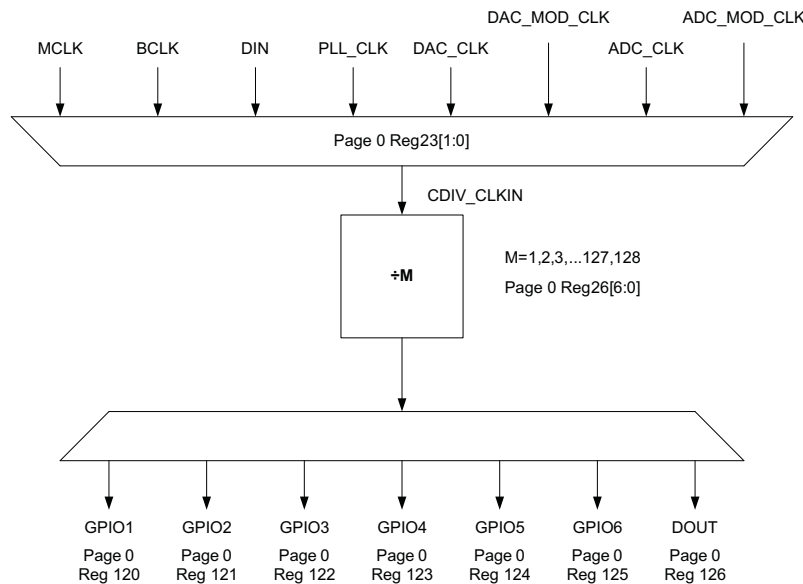 DAC_MOD_CLK ADC_MOD_CLK
MCLK BCLK DIN PLL_CLK DAC_CLK ADC_CLK
Page 0 Reg23[1:0]
CDIV_CLKIN
÷M
M=1,2,3,...127,128
Page 0 Reg26[6:0]
GPIO1 GPIO2 GPIO3 GPIO4 GPIO5 GPIO6 DOUT
Page 0 Page 0 Page 0 Page 0 Page 0 Page 0 Page 0
Reg 120 Reg 121 Reg 122 Reg 123 Reg 124 Reg 125 Reg 126